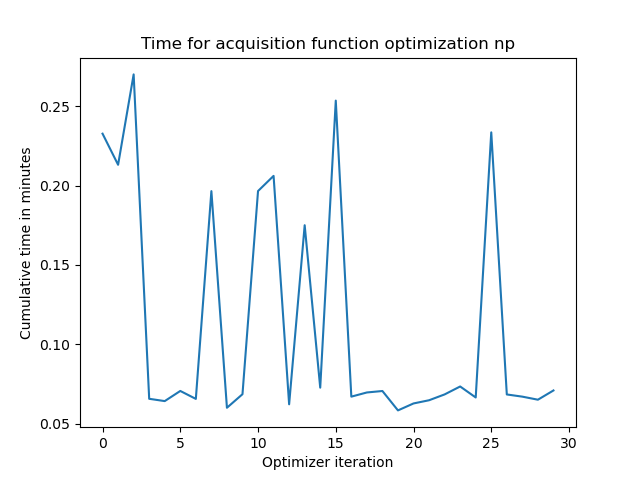 Time for acquisition function optimization np
0.25
0.20
0.15
0.10
0.05
Cumulative time in minutes
0 5 10 15 20 25 30
Optimizer iteration